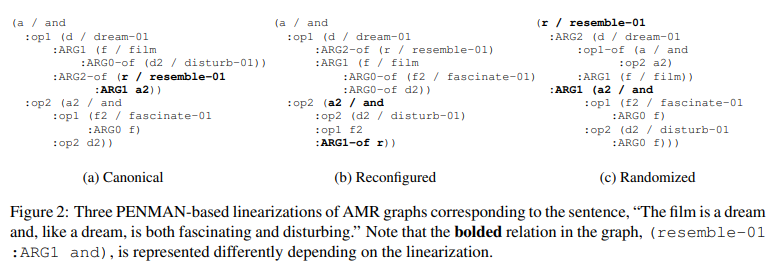 (a / and
    :op1 (d / dream-01
        :ARG1 (f / film
            :ARG0-of (d2 / disturb-01))
        :ARG2-of (r / resemble-01
            :ARG1 a2))
    :op2 (a2 / and
        :op1 (f2 / fascinate-01
            :ARG0 f)
        :op2 d2))
(a) Canonical
(a / and
    :op1 (d / dream-01
        :ARG2-of (r / resemble-01)
        :ARG1 (f / film
            :ARG0-of (f2 / fascinate-01)
            :ARG0-of d2))
    :op2 (a2 / and
        :op2 (d2 / disturb-01)
        :op1 f2
        :ARG1-of r))
(b) Reconfigured
(r / resemble-01
    :ARG2 (d / dream-01
        :op1-of (a / and
            :op2 a2)
        :ARG1 (f / film))
    :ARG1 (a2 / and
        :op1 (f2 / fascinate-01
            :ARG0 f)
        :op2 (d2 / disturb-01
            :ARG0 f)))
(c) Randomized
Figure 2: Three PENMAN-based linearizations of AMR graphs corresponding to the sentence, “The film is a dream
and, like a dream, is both fascinating and disturbing.” Note that the bolded relation in the graph, (resemble-01
:ARG1 and), is represented differently depending on the linearization.